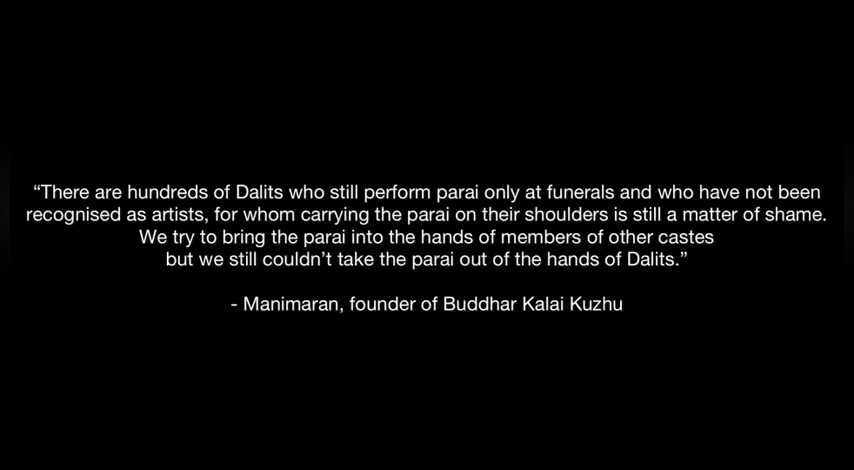 “There are hundreds of Dalits who still perform parai only at funerals and who have not been
recognised as artists, for whom carrying the parai on their shoulders is still a matter of shame.
We try to bring the parai into the hands of members of other castes
but we still couldn’t take the parai out of the hands of Dalits.”
- Manimaran, founder of Buddhar Kalai Kuzhu